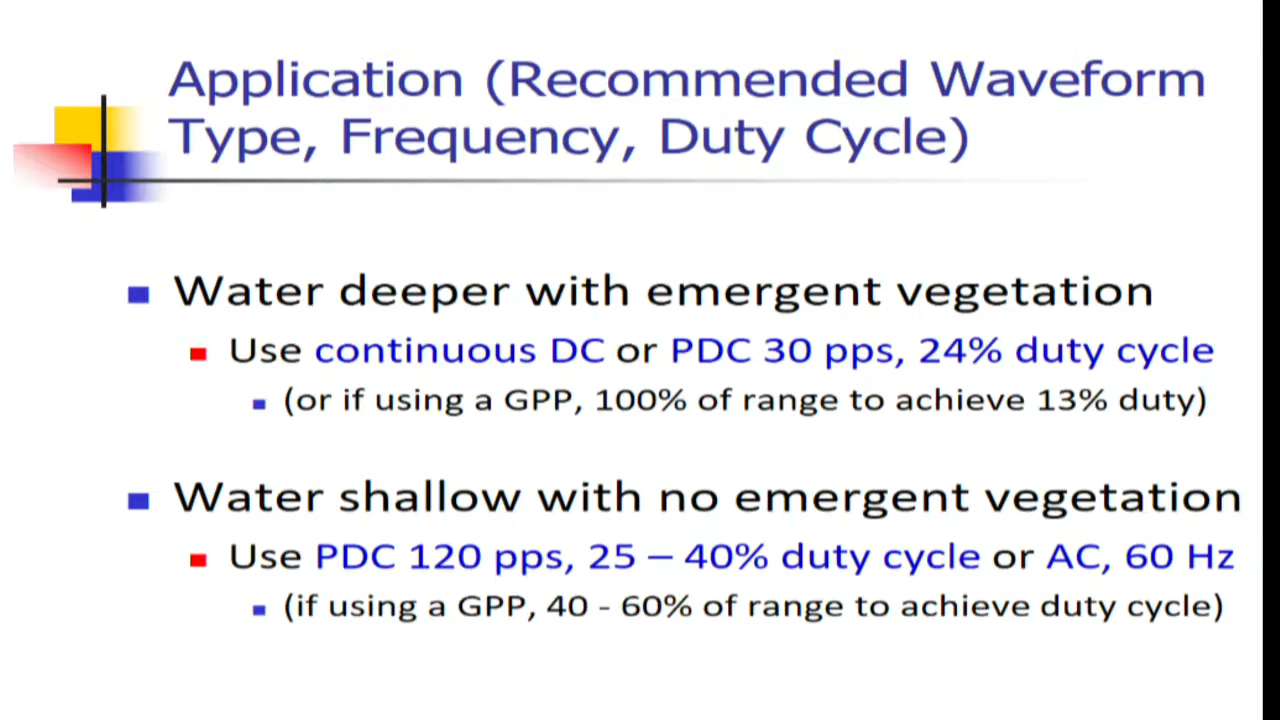 Application (Recommended Waveform
Type, Frequency, Duty Cycle)
Water deeper with emergent vegetation
Use continuous DC or PDC 30 pps, 24% duty cycle
(or if using a GPP, 100% of range to achieve 13% duty)
Water shallow with no emergent vegetation
Use PDC 120 pps, 25 – 40% duty cycle or AC, 60 Hz
(if using a GPP, 40 - 60% of range to achieve duty cycle)